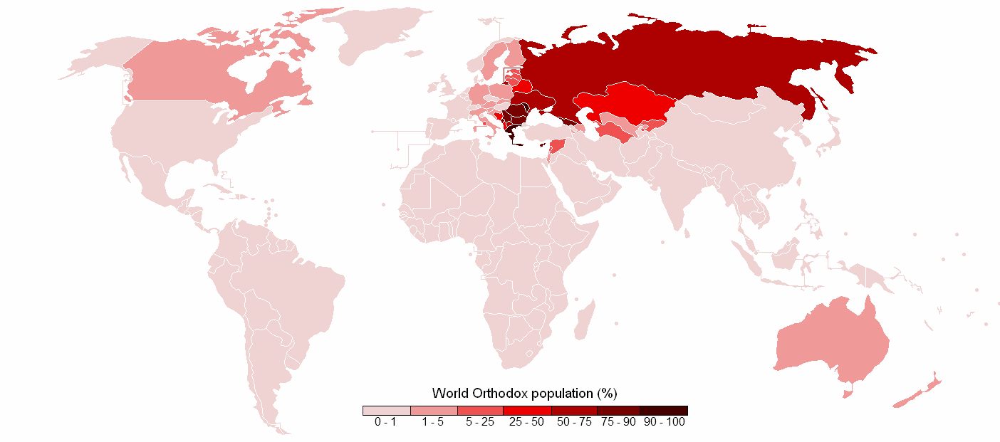 World Orthodox population (%)
0 - 1 1 - 5 5 - 25 25 - 50 50 - 75 75 - 90 90 - 100